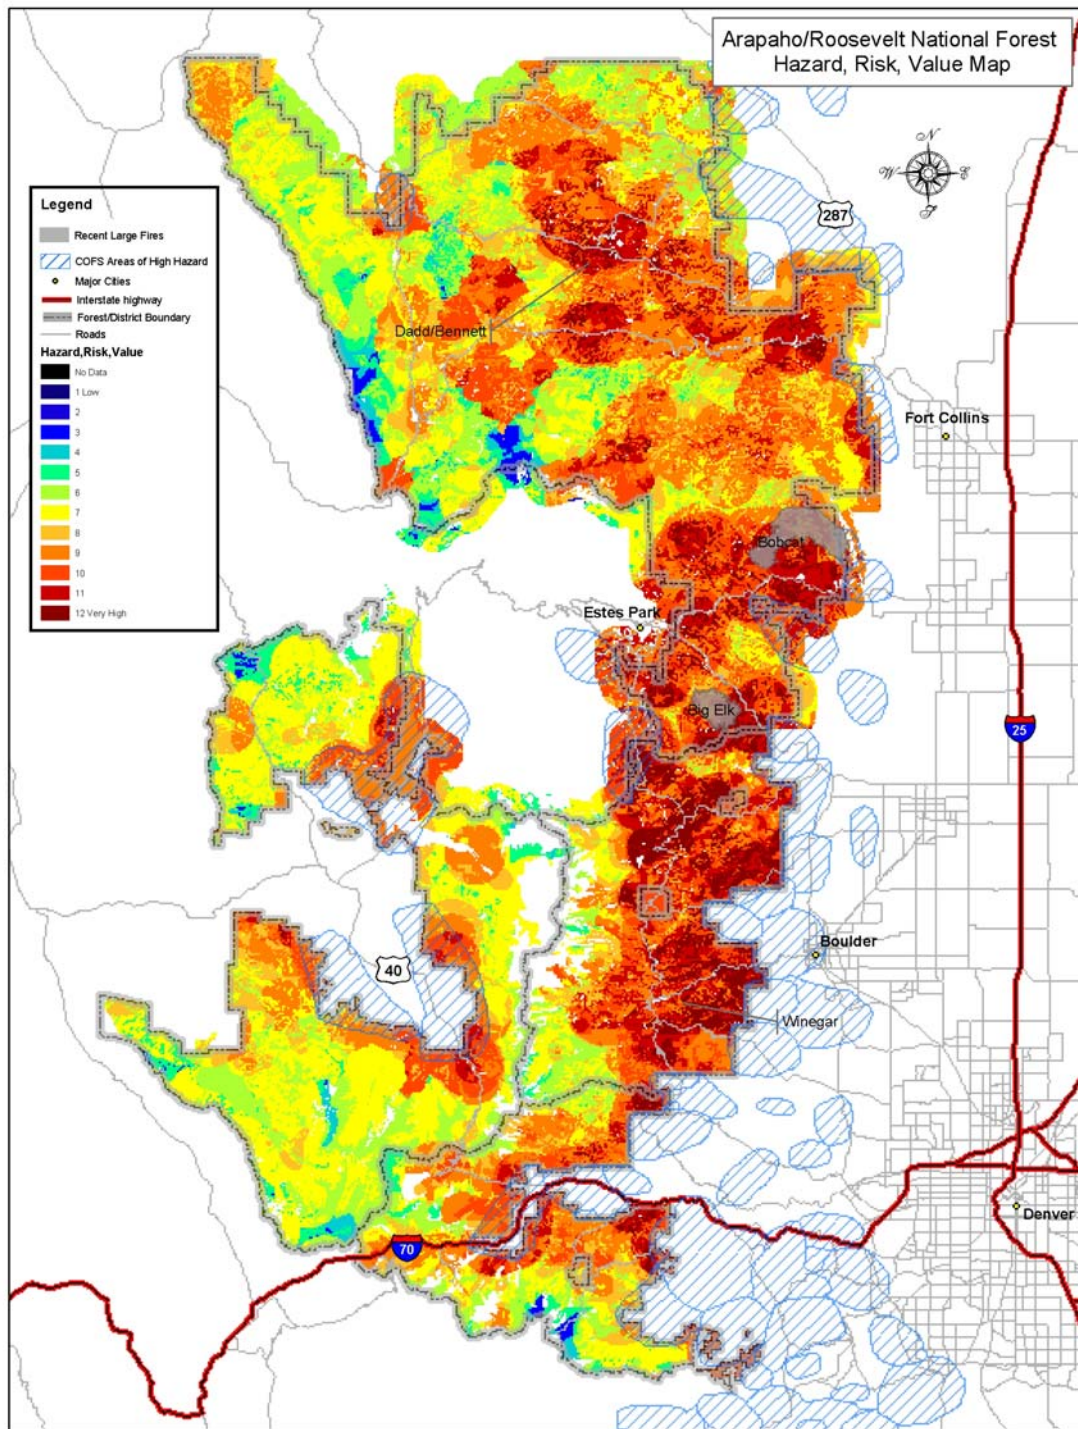 Arapaho/Roosevelt National Forest
Hazard, Risk, Value Map
N
W
E
Legend
Recent Large Fires
COFS Areas of High Hazard
Major Cities
Interstate highway
Forest/District Boundary
Roads
Hazard,Risk,Value
No Data
1 Low
2
3
4
5
6
7
8
9
10
11
12 Very High
287
Dadd/Bennett
Fort Collins
Bobcat
Estes Park
Big Elk
25
Boulder
40
Winegar
Denver
70